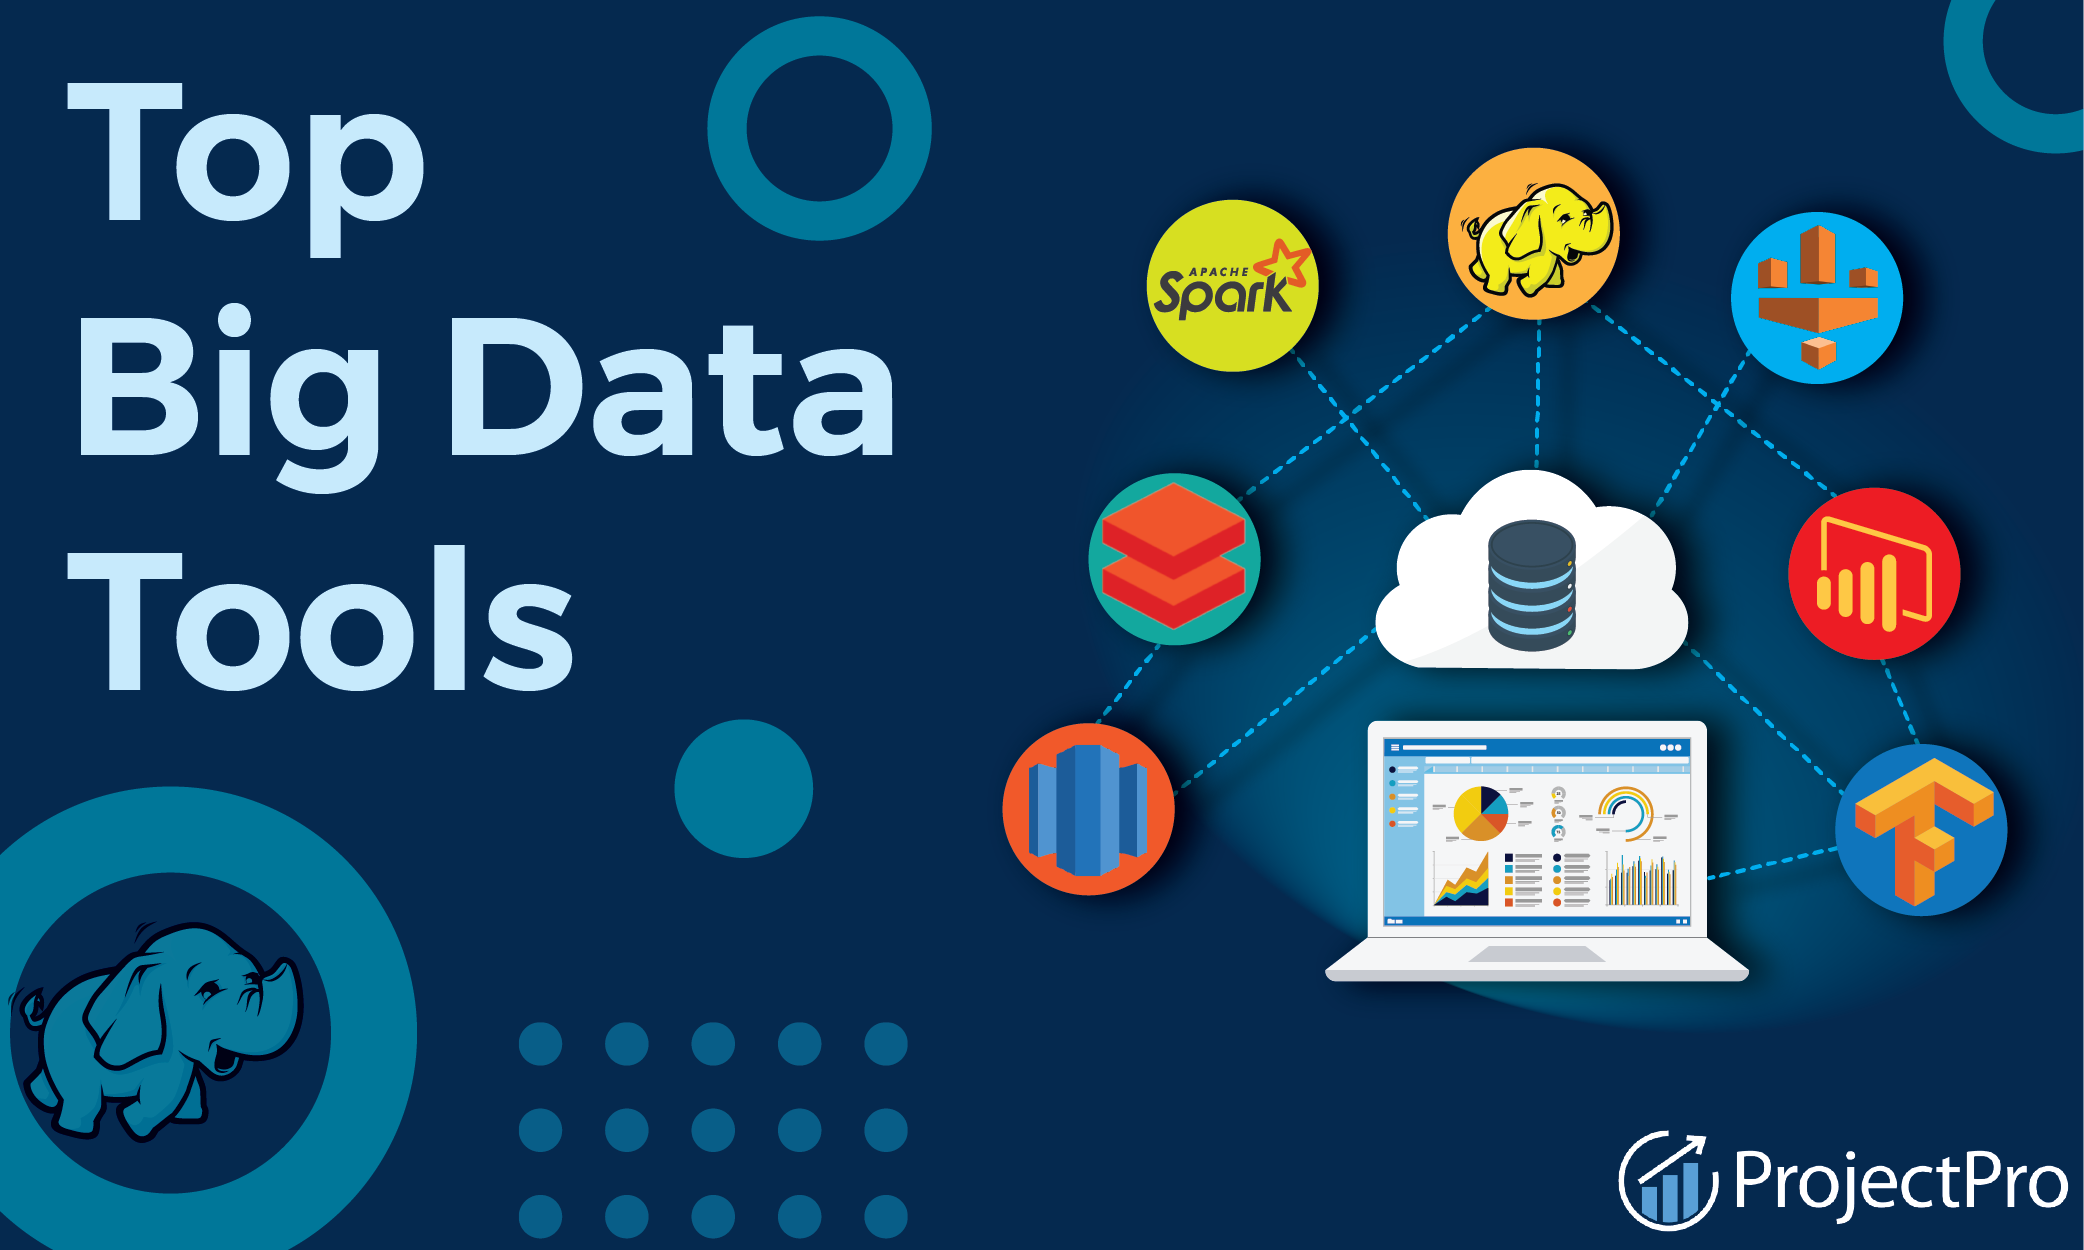 Top
Big Data
Tools
APACHE
Spark
ProjectPro